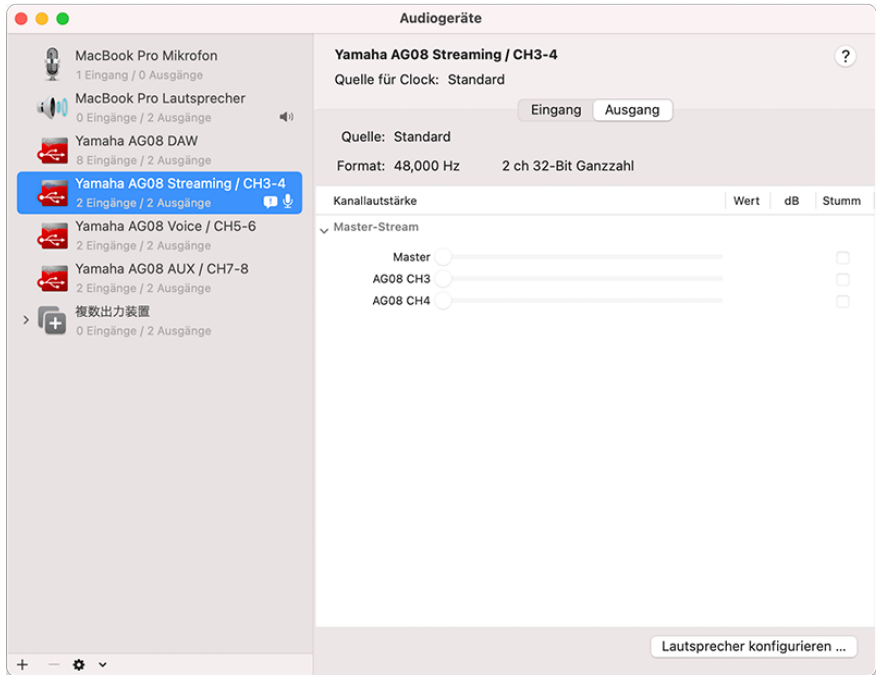 Audiogeräte
MacBook Pro Mikrofon
1 Eingang / 0 Ausgänge
MacBook Pro Lautsprecher
0 Eingänge / 2 Ausgänge
Yamaha AG08 DAW
8 Eingänge / 2 Ausgänge
Yamaha AG08 Streaming / CH3-4
2 Eingänge / 2 Ausgänge
Yamaha AG08 Voice / CH5-6
2 Eingänge / 2 Ausgänge
Yamaha AG08 AUX / CH7-8
2 Eingänge / 2 Ausgänge
複数出力装置
0 Eingänge / 2 Ausgänge
Yamaha AG08 Streaming / CH3-4
?
Quelle für Clock: Standard
Eingang Ausgang
Quelle: Standard
Format: 48,000 Hz 2 ch 32-Bit Ganzzahl
Kanallautstärke Wert dB Stumm
Master-Stream
Master
AG08 CH3
AG08 CH4
Lautsprecher konfigurieren ...